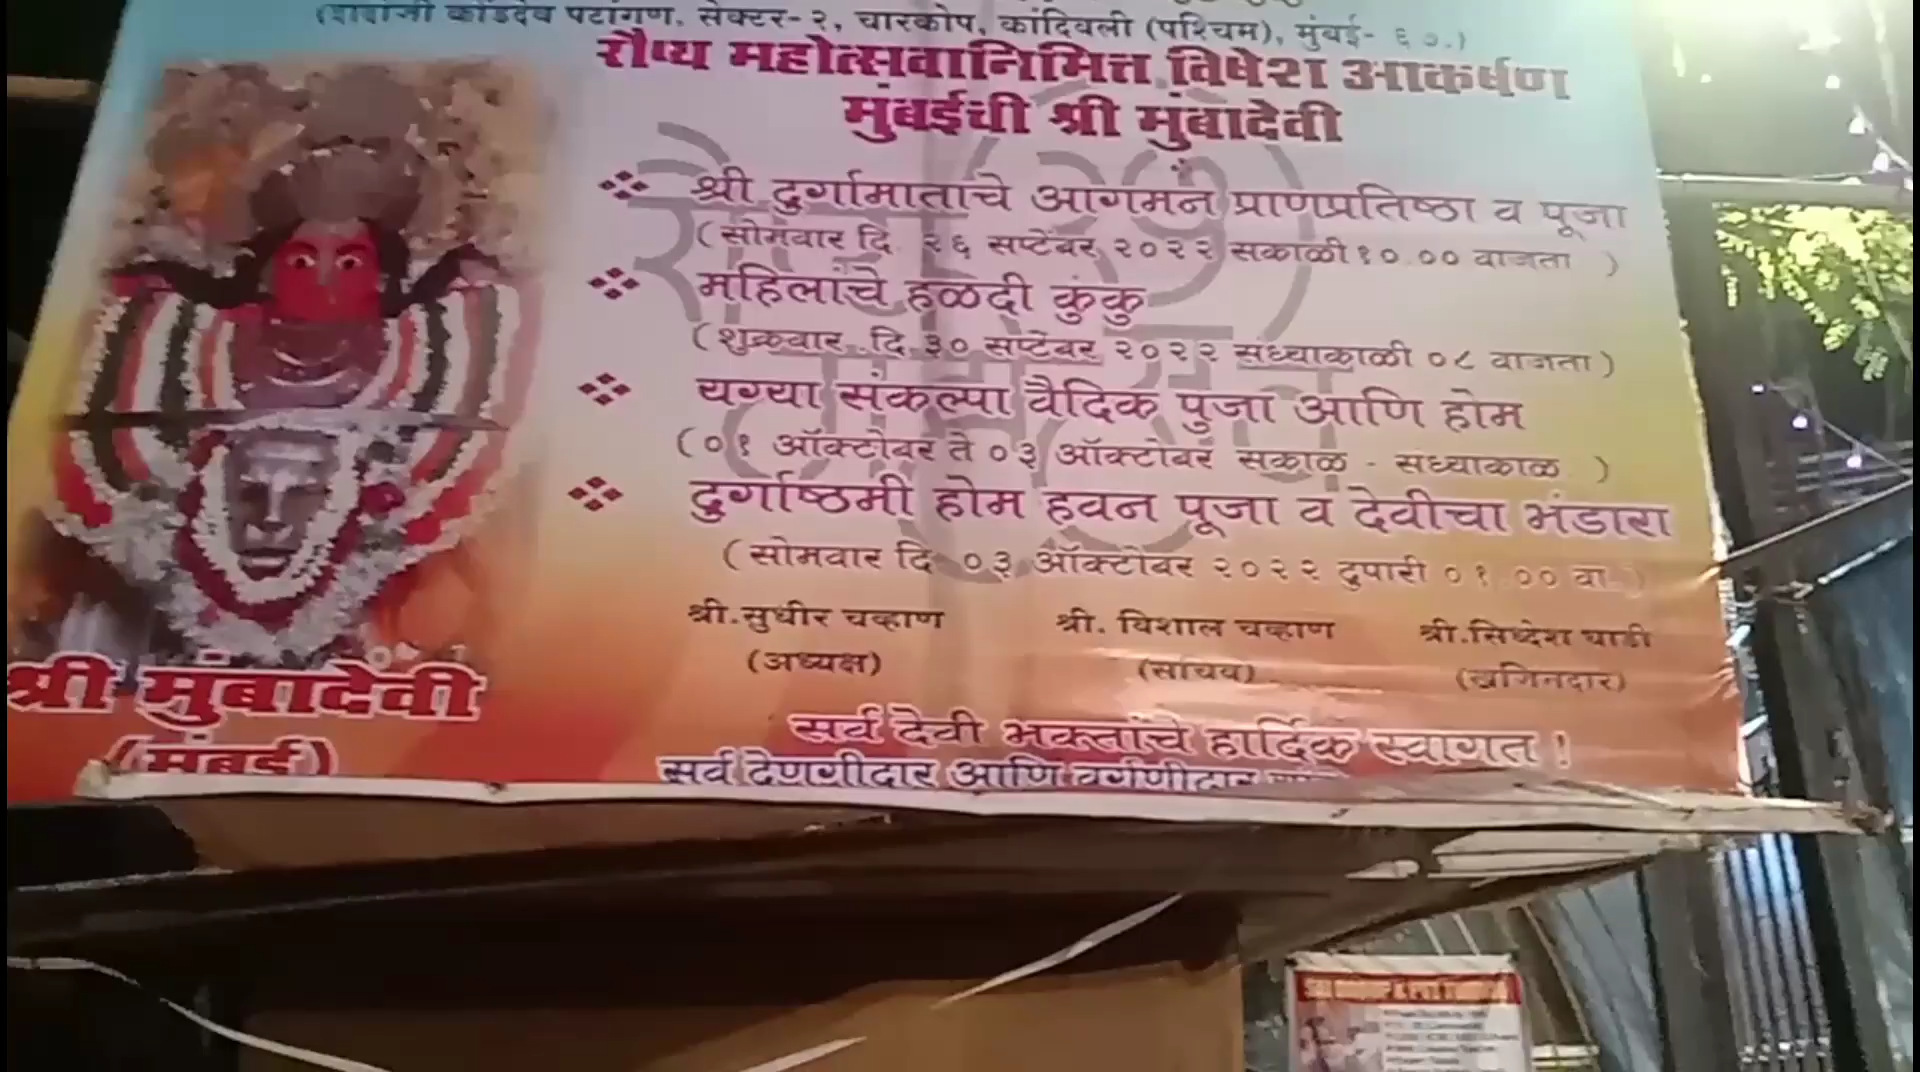 (दादोजी कोंडदेव पटांगण, सेक्टर-२, चारकोप, कांदिवली (पश्चिम), मुंबई- ६७.)
रौप्य महोत्सवानिमित्त विषेश आकर्षण
मुंबईची श्री मुंबादेवी
श्री दुर्गामाताचे आगमन प्राणप्रतिष्ठा व पूजा
(सोमवार दि २६ सप्टेंबर २०२२ सकाळी १०.०० वाजता )
महिलांचे हळदी कुंकु
(शुक्रवार दि ३० सप्टेंबर २०२२ सध्याकाळी ०८ वाजता)
यग्या संकल्पा वैदिक पुजा आणि होम
(०१ ऑक्टोबर ते ०३ ऑक्टोबर सकाळ - सध्याकाळ )
दुर्गाष्ठमी होम हवन पूजा व देवीचा भंडारा
(सोमवार दि ०३ ऑक्टोबर २०२२ दुपारी ०१.०० वा. )
श्री.सुधीर चव्हाण श्री. विशाल चव्हाण श्री.सिध्देश घाडी
(अध्यक्ष) (सचिव) (खजिनदार)
श्री मुंबादेवी
(मुंबई)
सर्व देवी भक्तांचे हार्दिक स्वागत !
सर्व देणगीदार आणि वर्गणीदार